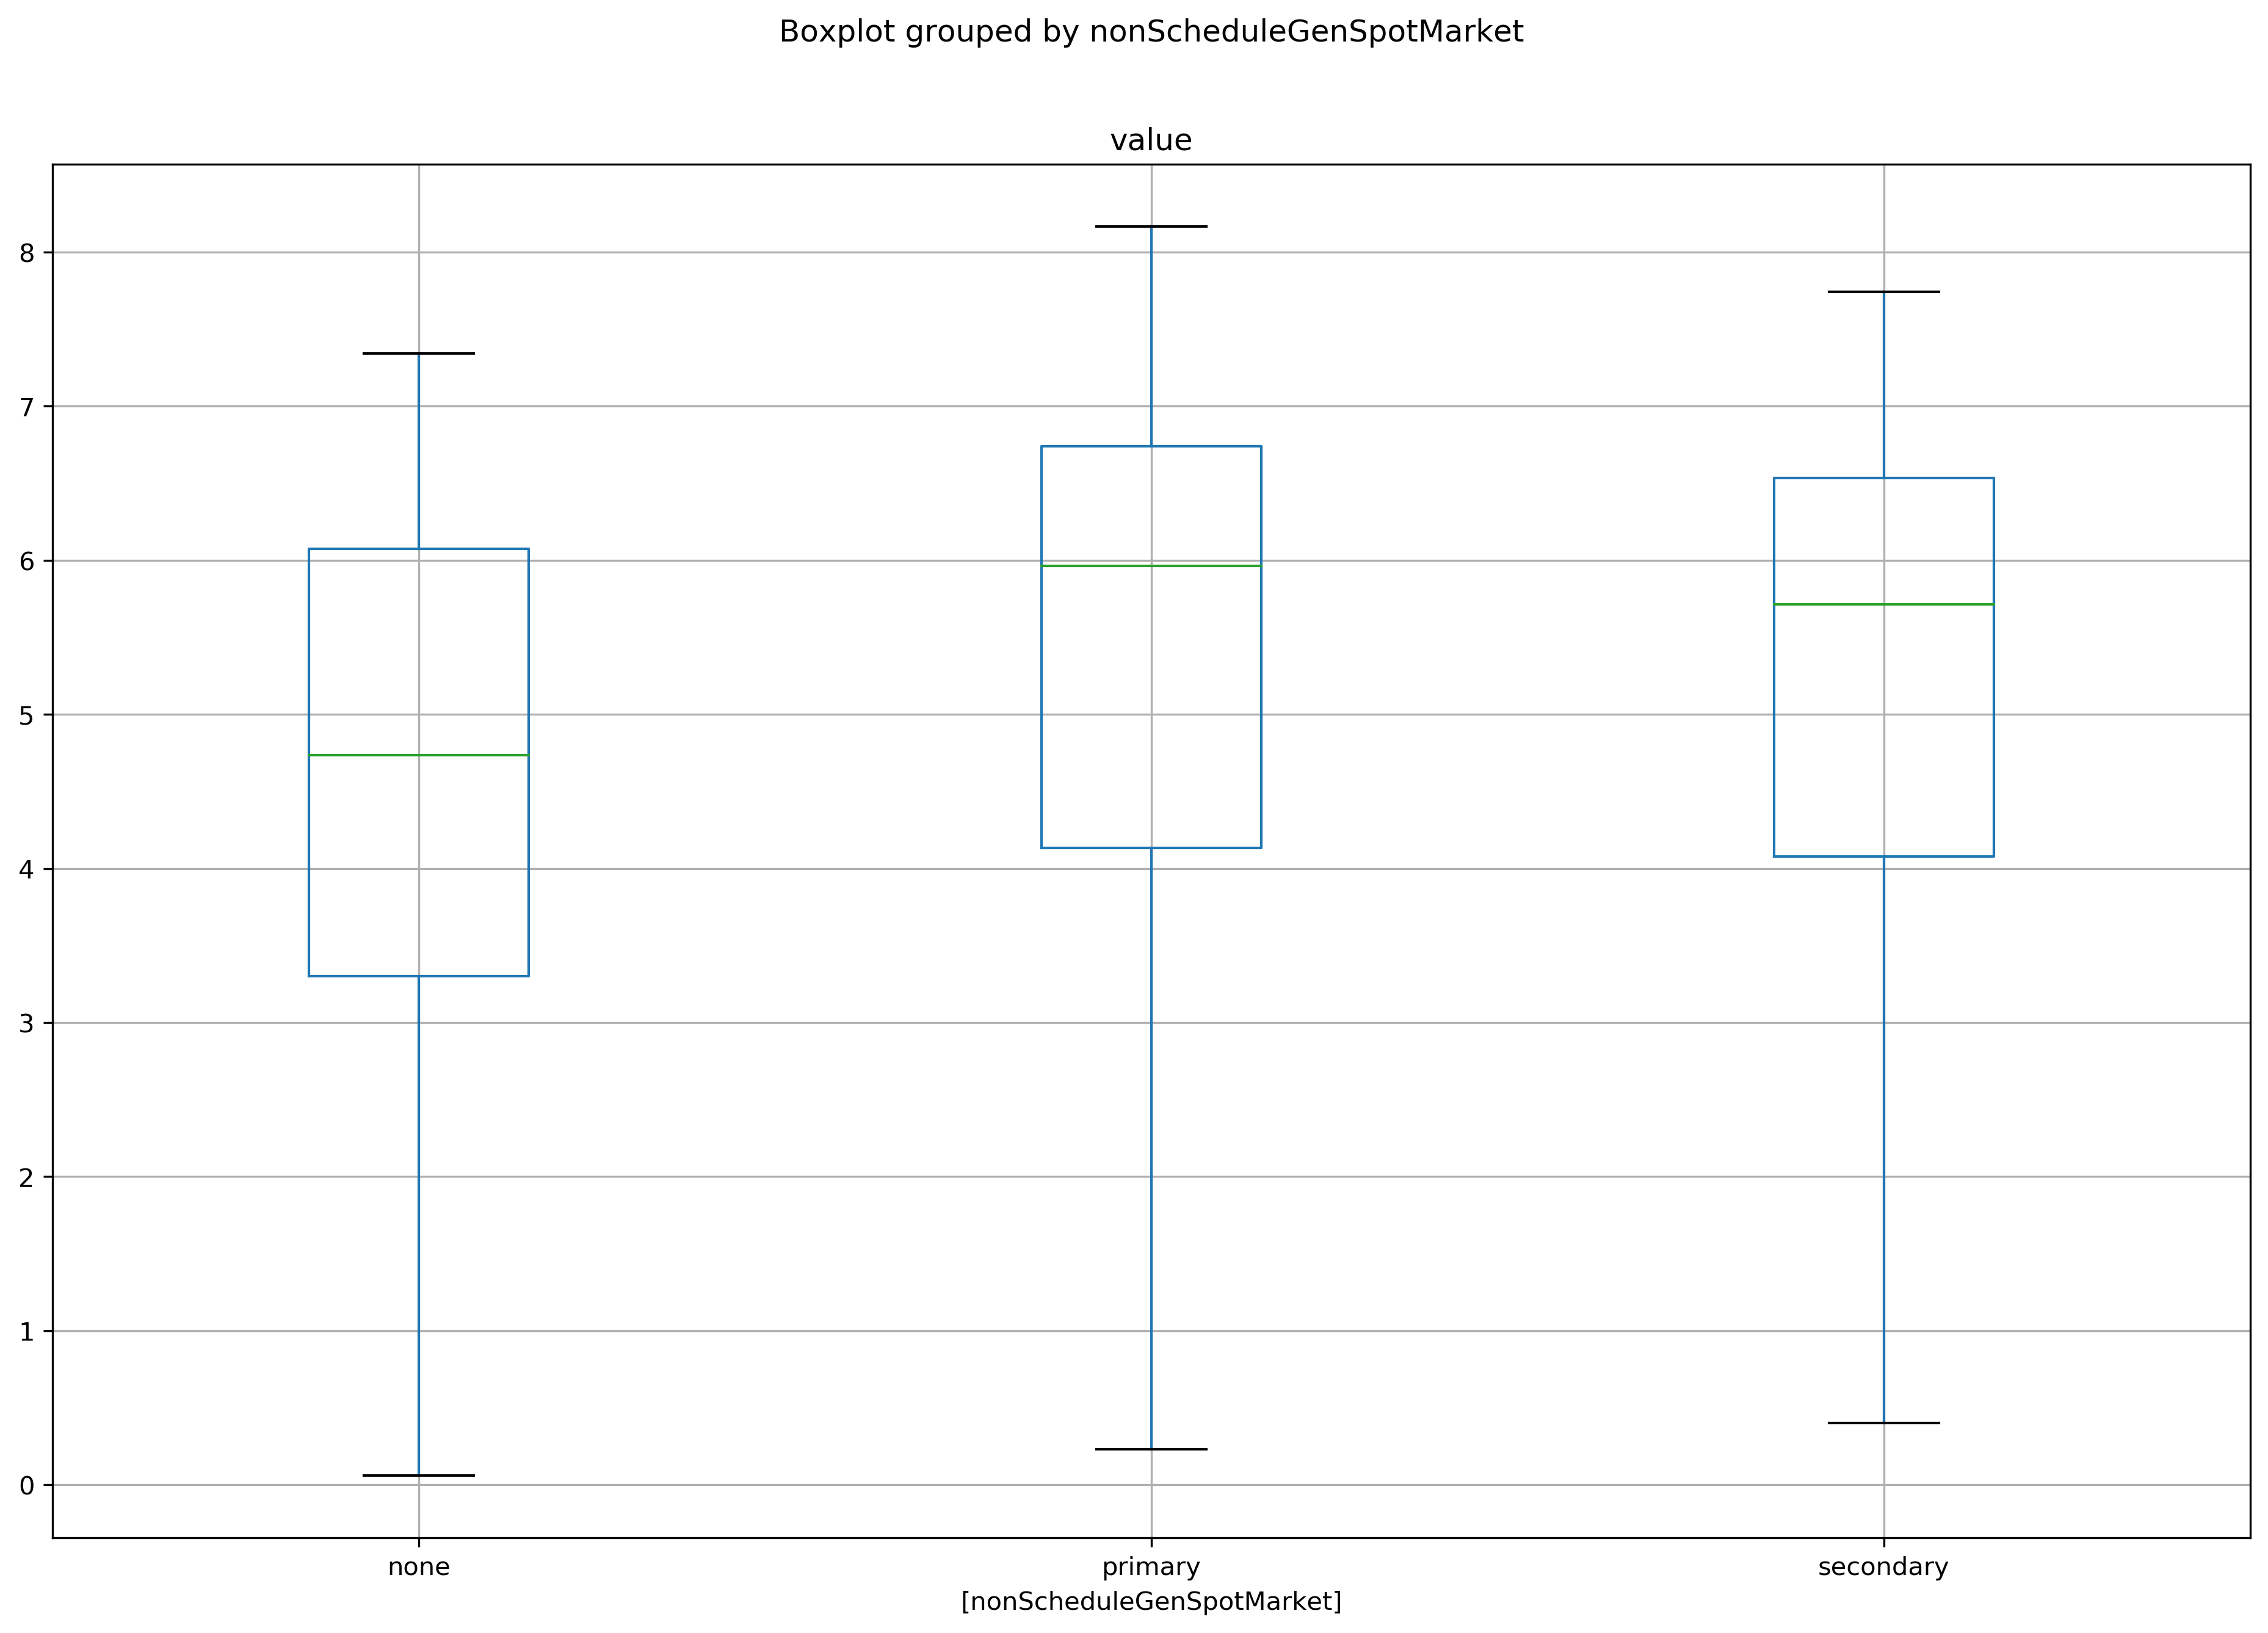 Boxplot grouped by nonScheduleGenSpotMarket
value
8
7
6
5
4
3
2
1
0
none primary secondary
[nonScheduleGenSpotMarket]